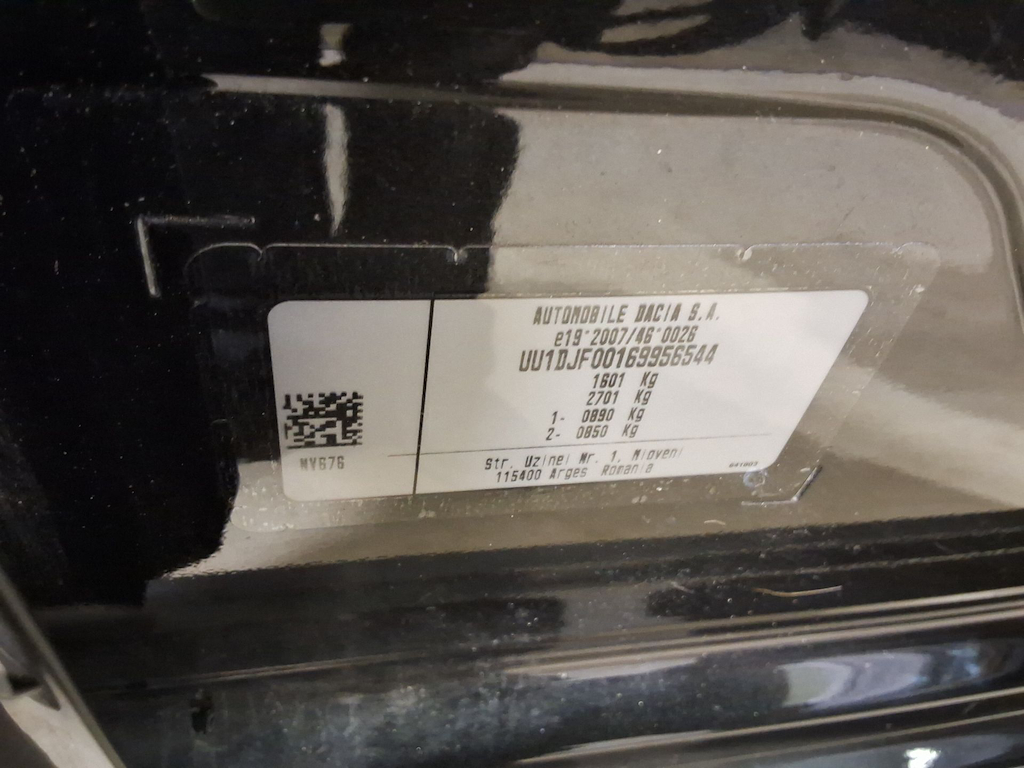 AUTOMOBILE DACIA S.A.
e19*2007/46*0026
UU1DJF00169956544
1601 Kg
2701 Kg
1- 0890 Kg
2- 0850 Kg
NY676
Str. Uzinei Nr. 1, Mioveni
115400 Arges Romania